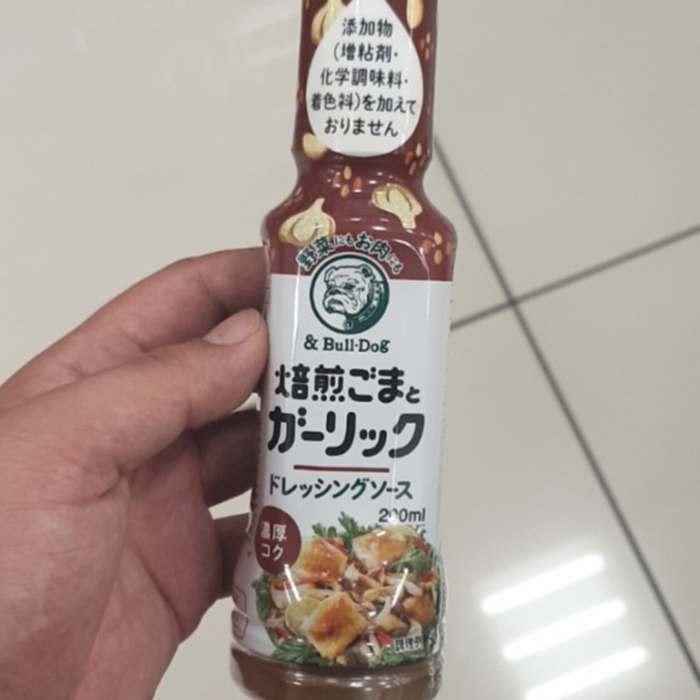 添加物
(増粘剤・
化学調味料・
着色料)を加えて
おりません
野菜にもお肉にも
& Bull-Dog
焙煎ごまと
ガーリック
ドレッシングソース
200ml
濃厚
コク
調理例